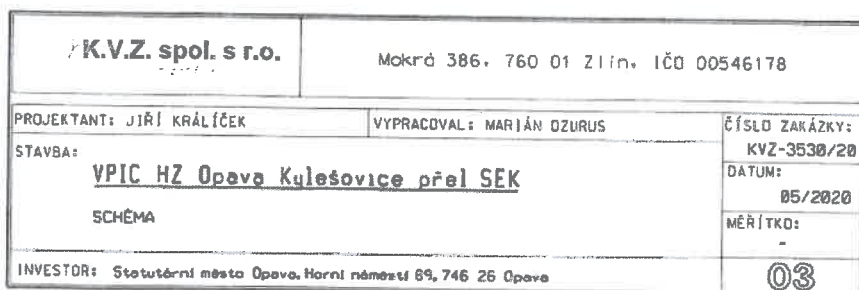 K.V.Z. spol. s r.o.
Mokrá 386, 760 01 Zlín, IČO 00546178
PROJEKTANT: JIŘÍ KRÁLÍČEK
VYPRACOVAL: MARIÁN OZURUS
ČÍSLO ZAKÁZKY:
KVZ-3530/20
STAVBA:
VPIC HZ Opava Kylešovice přel SEK
SCHÉMA
DATUM:
05/2020
MĚŘÍTKO:
-
INVESTOR: Statutární město Opava, Horní náměstí 69, 746 26 Opava
03